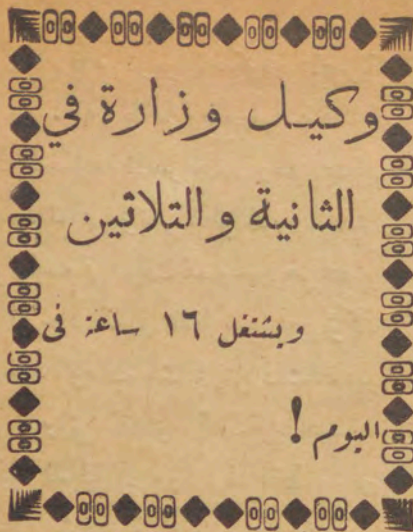 وكيل وزارة في
الثانية والثلاثين
ويشتغل ١٦ ساعة في
اليوم !